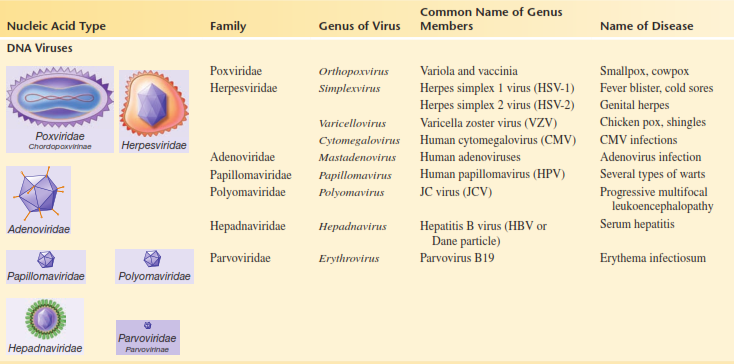 Nucleic Acid Type Family Genus of Virus Common Name of Genus Members Name of Disease
DNA Viruses
Poxviridae Orthopoxvirus Variola and vaccinia Smallpox, cowpox
Herpesviridae Simplexvirus Herpes simplex 1 virus (HSV-1) Fever blister, cold sores
Herpes simplex 2 virus (HSV-2) Genital herpes
Varicellovirus Varicella zoster virus (VZV) Chicken pox, shingles
Cytomegalovirus Human cytomegalovirus (CMV) CMV infections
Adenoviridae Mastadenovirus Human adenoviruses Adenovirus infection
Papillomaviridae Papillomavirus Human papillomavirus (HPV) Several types of warts
Polyomaviridae Polyomavirus JC virus (JCV) Progressive multifocal
leukoencephalopathy
Hepadnaviridae Hepadnavirus Hepatitis B virus (HBV or Serum hepatitis
Dane particle)
Parvoviridae Erythrovirus Parvovirus B19 Erythema infectiosum
Poxviridae
Chordopoxvirinae
Herpesviridae
Adenoviridae
Papillomaviridae
Polyomaviridae
Hepadnaviridae
Parvoviridae
Parvovirinae